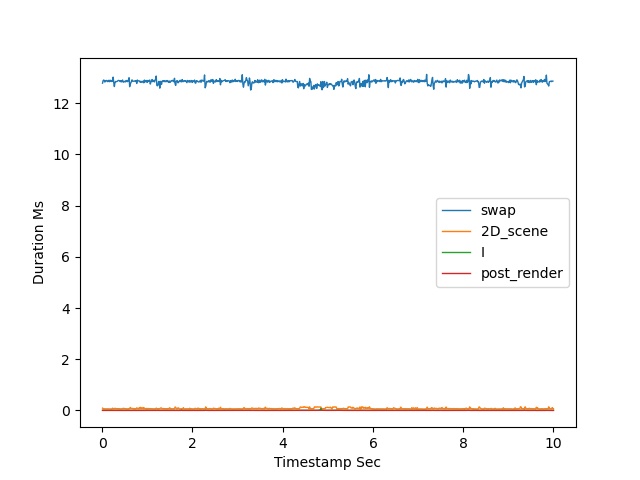 12
10
8
6
4
2
0
Duration Ms
swap
2D_scene
I
post_render
0 2 4 6 8 10
Timestamp Sec